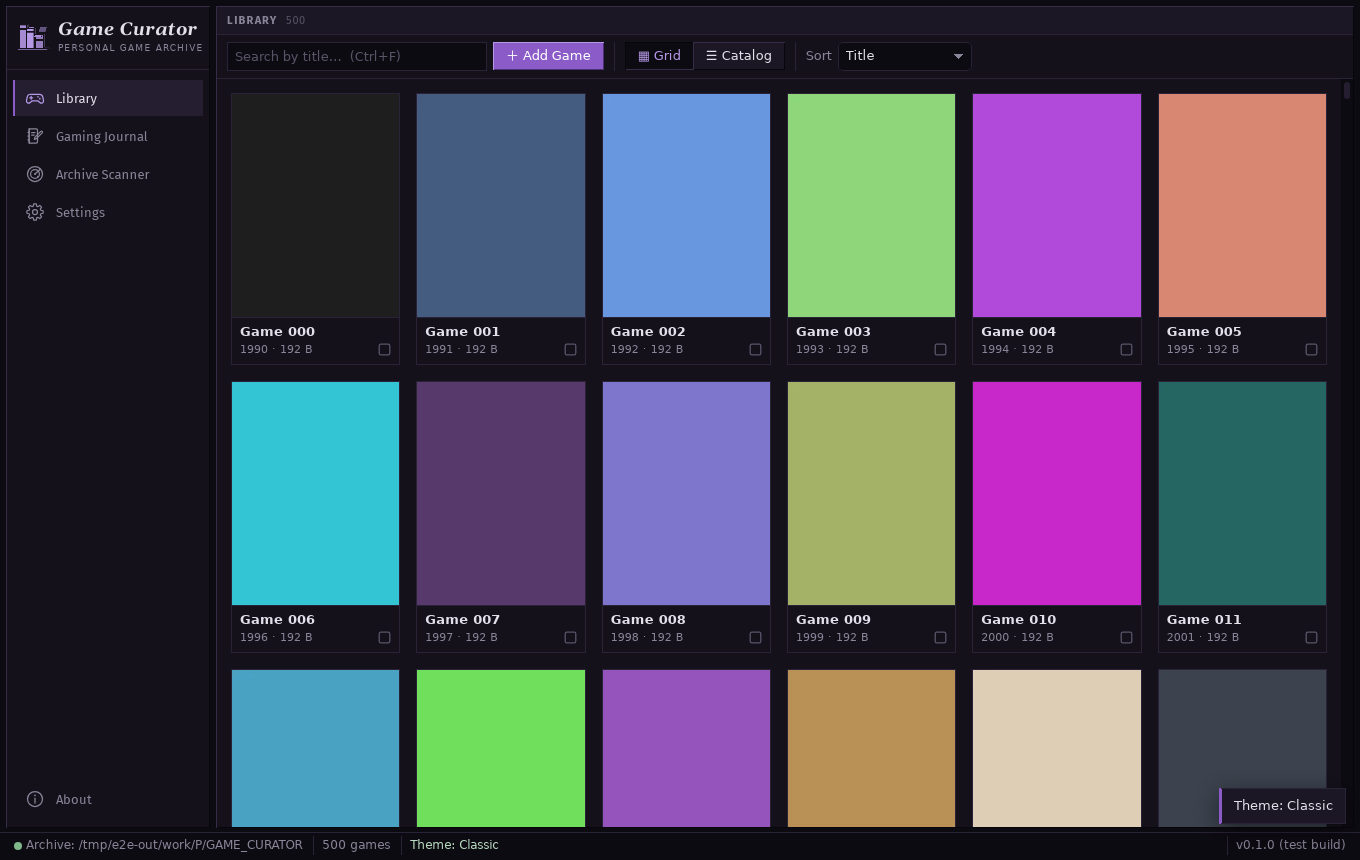 Game Curator
PERSONAL GAME ARCHIVE
Library
Gaming Journal
Archive Scanner
Settings
About
LIBRARY 500
Search by title... (Ctrl+F)
+ Add Game
▦ Grid
☰ Catalog
Sort
Title
Game 000
1990 · 192 B
Game 001
1991 · 192 B
Game 002
1992 · 192 B
Game 003
1993 · 192 B
Game 004
1994 · 192 B
Game 005
1995 · 192 B
Game 006
1996 · 192 B
Game 007
1997 · 192 B
Game 008
1998 · 192 B
Game 009
1999 · 192 B
Game 010
2000 · 192 B
Game 011
2001 · 192 B
Theme: Classic
Archive: /tmp/e2e-out/work/P/GAME_CURATOR
500 games
Theme: Classic
v0.1.0 (test build)